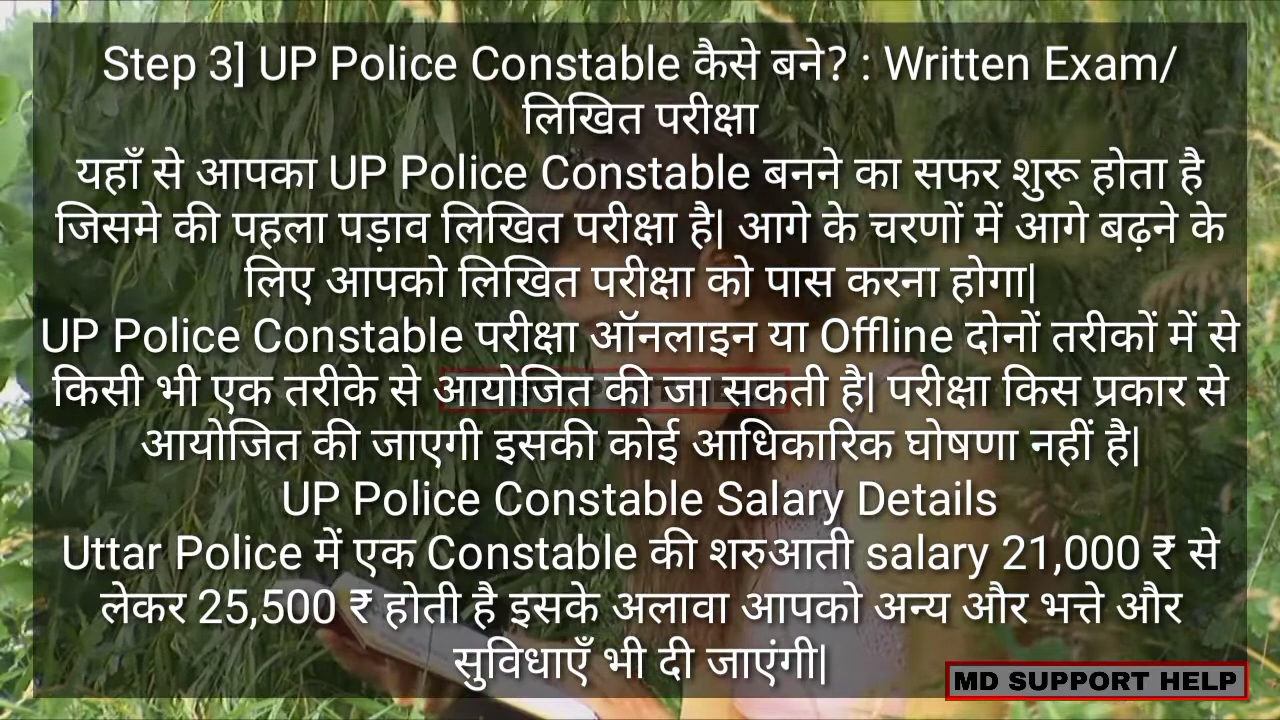 Step 3] UP Police Constable कैसे बने? : Written Exam/
लिखित परीक्षा
यहाँ से आपका UP Police Constable बनने का सफर शुरू होता है
जिसमे की पहला पड़ाव लिखित परीक्षा है| आगे के चरणों में आगे बढ़ने के
लिए आपको लिखित परीक्षा को पास करना होगा|
UP Police Constable परीक्षा ऑनलाइन या Offline दोनों तरीकों में से
किसी भी एक तरीके से आयोजित की जा सकती है| परीक्षा किस प्रकार से
आयोजित की जाएगी इसकी कोई आधिकारिक घोषणा नहीं है|
UP Police Constable Salary Details
Uttar Police में एक Constable की शरुआती salary 21,000 ₹ से
लेकर 25,500 ₹ होती है इसके अलावा आपको अन्य और भत्ते और
सुविधाएँ भी दी जाएंगी|
MD SUPPORT HELP